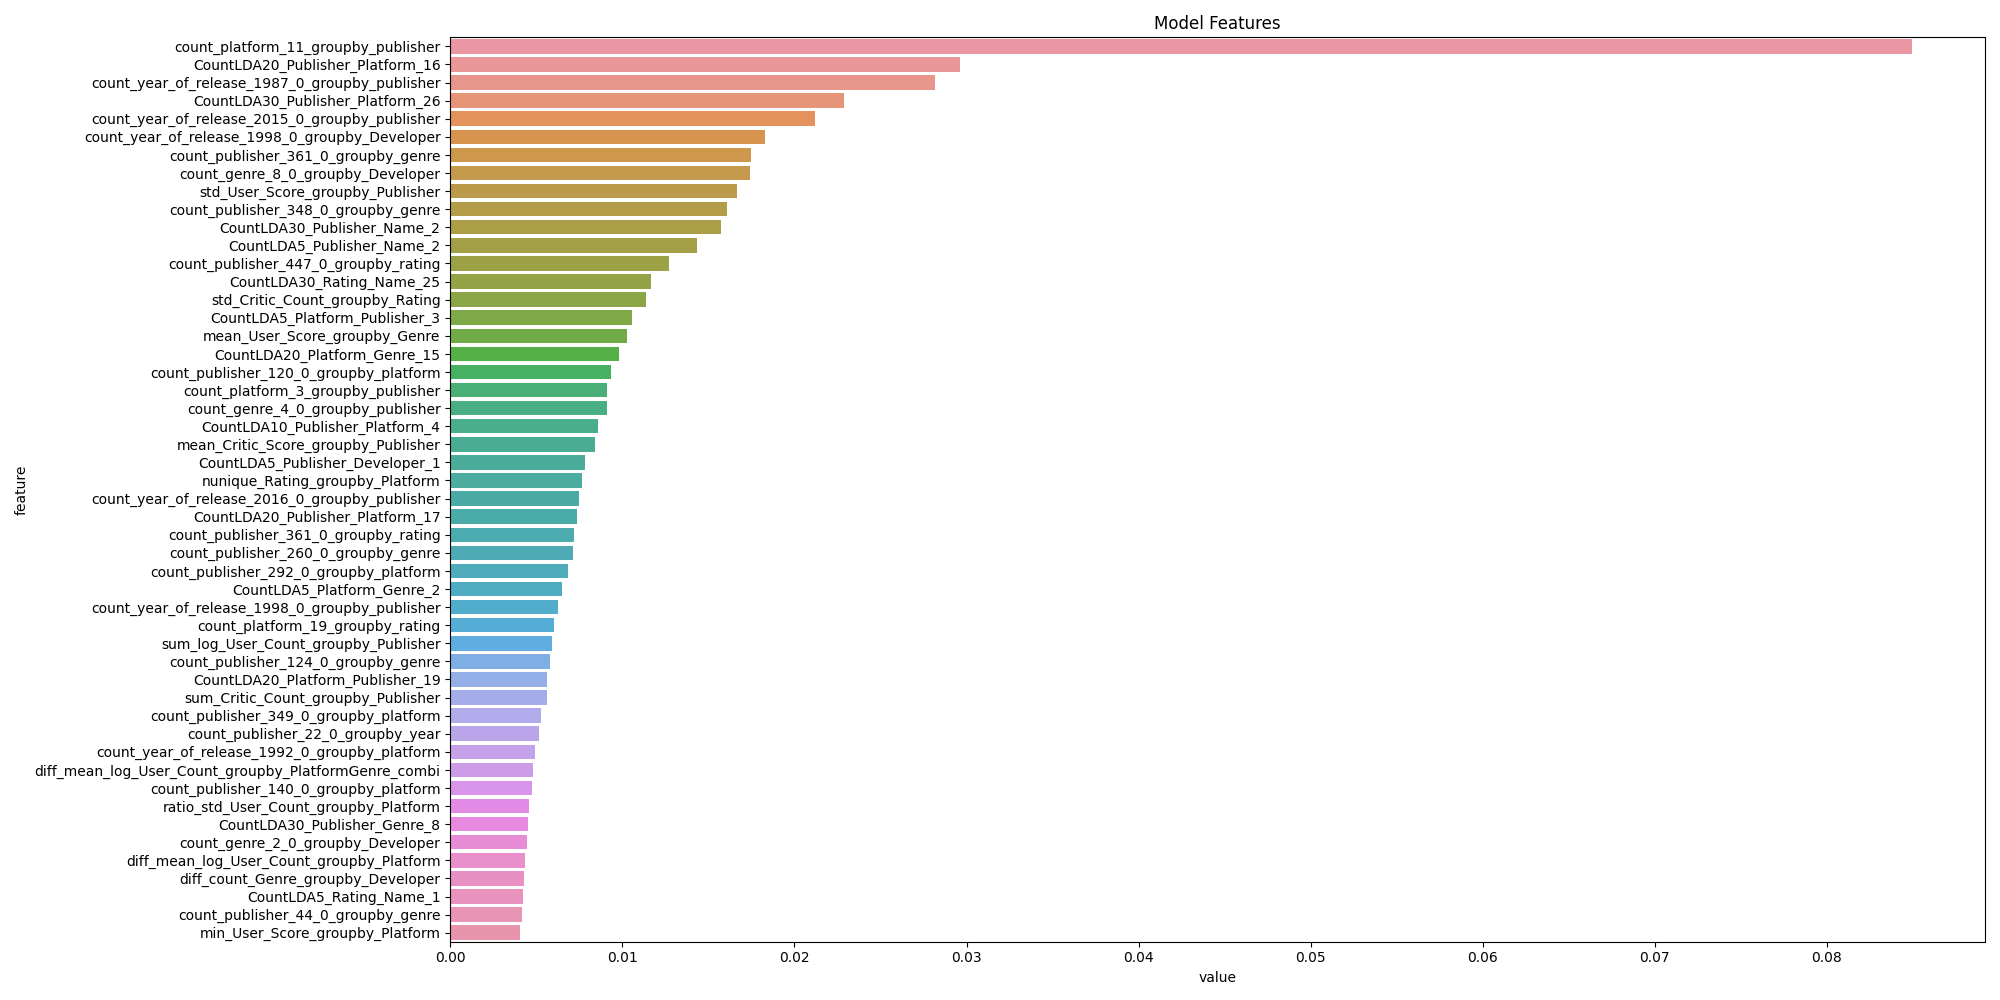 Model Features
count_platform_11_groupby_publisher
CountLDA20_Publisher_Platform_16
count_year_of_release_1987_0_groupby_publisher
CountLDA30_Publisher_Platform_26
count_year_of_release_2015_0_groupby_publisher
count_year_of_release_1998_0_groupby_Developer
count_publisher_361_0_groupby_genre
count_genre_8_0_groupby_Developer
std_User_Score_groupby_Publisher
count_publisher_348_0_groupby_genre
CountLDA30_Publisher_Name_2
CountLDA5_Publisher_Name_2
count_publisher_447_0_groupby_rating
CountLDA30_Rating_Name_25
std_Critic_Count_groupby_Rating
CountLDA5_Platform_Publisher_3
mean_User_Score_groupby_Genre
CountLDA20_Platform_Genre_15
count_publisher_120_0_groupby_platform
count_platform_3_groupby_publisher
count_genre_4_0_groupby_publisher
CountLDA10_Publisher_Platform_4
mean_Critic_Score_groupby_Publisher
CountLDA5_Publisher_Developer_1
nunique_Rating_groupby_Platform
count_year_of_release_2016_0_groupby_publisher
CountLDA20_Publisher_Platform_17
count_publisher_361_0_groupby_rating
count_publisher_260_0_groupby_genre
count_publisher_292_0_groupby_platform
CountLDA5_Platform_Genre_2
count_year_of_release_1998_0_groupby_publisher
count_platform_19_groupby_rating
sum_log_User_Count_groupby_Publisher
count_publisher_124_0_groupby_genre
CountLDA20_Platform_Publisher_19
sum_Critic_Count_groupby_Publisher
count_publisher_349_0_groupby_platform
count_publisher_22_0_groupby_year
count_year_of_release_1992_0_groupby_platform
diff_mean_log_User_Count_groupby_PlatformGenre_combi
count_publisher_140_0_groupby_platform
ratio_std_User_Count_groupby_Platform
CountLDA30_Publisher_Genre_8
count_genre_2_0_groupby_Developer
diff_mean_log_User_Count_groupby_Platform
diff_count_Genre_groupby_Developer
CountLDA5_Rating_Name_1
count_publisher_44_0_groupby_genre
min_User_Score_groupby_Platform
feature
0.00 0.01 0.02 0.03 0.04 0.05 0.06 0.07 0.08
value